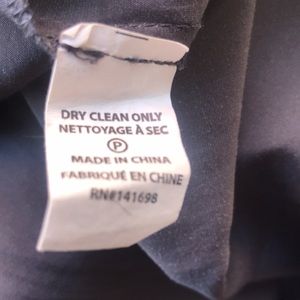 DRY CLEAN ONLY
NETTOYAGE À SEC
P
MADE IN CHINA
FABRIQUÉ EN CHINE
RN#141698